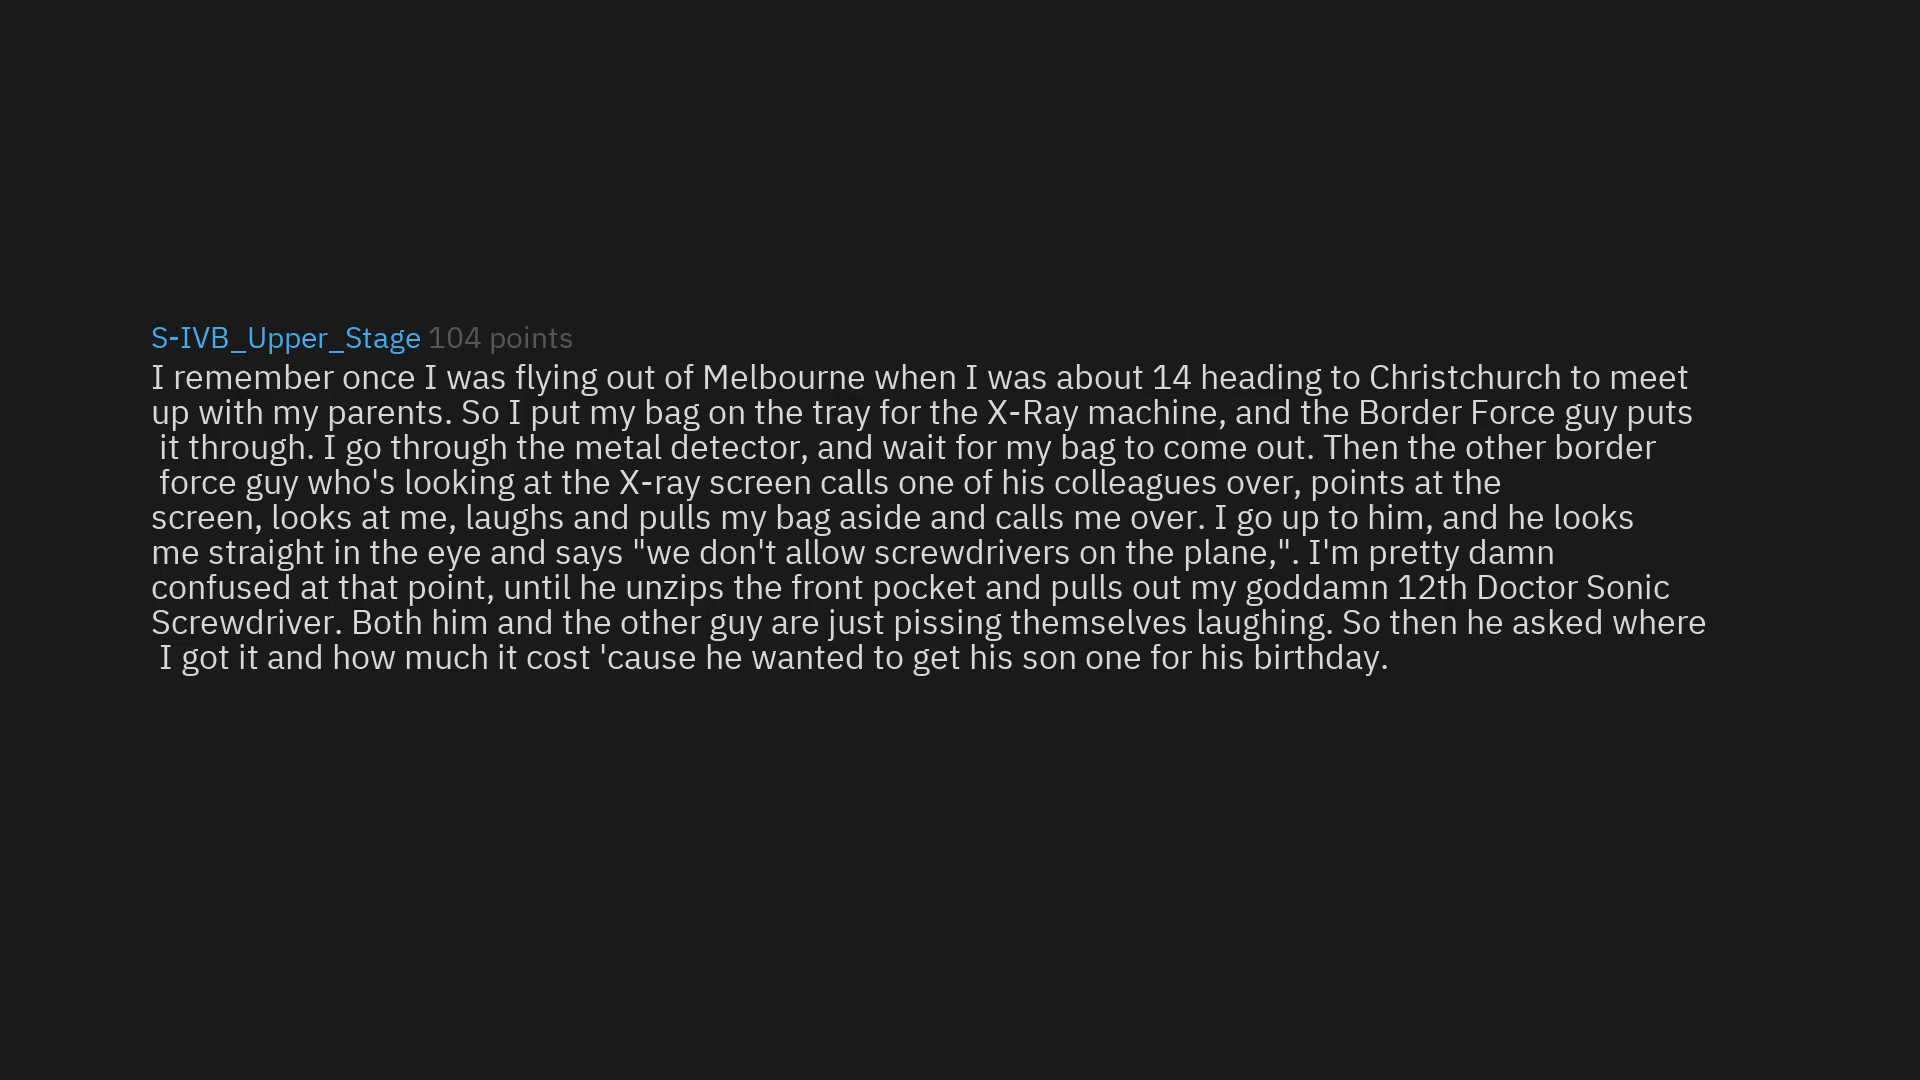 S-IVB_Upper_Stage 104 points
I remember once I was flying out of Melbourne when I was about 14 heading to Christchurch to meet
up with my parents. So I put my bag on the tray for the X-Ray machine, and the Border Force guy puts
it through. I go through the metal detector, and wait for my bag to come out. Then the other border
force guy who's looking at the X-ray screen calls one of his colleagues over, points at the
screen, looks at me, laughs and pulls my bag aside and calls me over. I go up to him, and he looks
me straight in the eye and says "we don't allow screwdrivers on the plane,". I'm pretty damn
confused at that point, until he unzips the front pocket and pulls out my goddamn 12th Doctor Sonic
Screwdriver. Both him and the other guy are just pissing themselves laughing. So then he asked where
I got it and how much it cost 'cause he wanted to get his son one for his birthday.